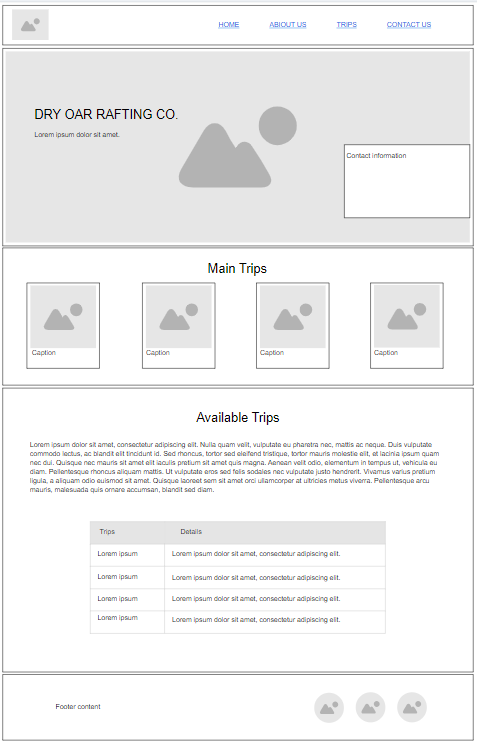 HOME
ABIOUT US
TRIPS
CONTACT US
DRY OAR RAFTING CO.
Lorem ipsum dolor sit amet.
Contact information
Main Trips
Caption
Caption
Caption
Caption
Available Trips
Lorem ipsum dolor sit amet, consectetur adipiscing elit. Nulla quam velit, vulputate eu pharetra nec, mattis ac neque. Duis vulputate
commodo lectus, ac blandit elit tincidunt id. Sed rhoncus, tortor sed eleifend tristique, tortor mauris molestie elit, et lacinia ipsum quam
nec dui. Quisque nec mauris sit amet elit iaculis pretium sit amet quis magna. Aenean velit odio, elementum in tempus ut, vehicula eu
diam. Pellentesque rhoncus aliquam mattis. Ut vulputate eros sed felis sodales nec vulputate justo hendrerit. Vivamus varius pretium
ligula, a aliquam odio euismod sit amet. Quisque laoreet sem sit amet orci ullamcorper at ultricies metus viverra. Pellentesque arcu
mauris, malesuada quis ornare accumsan, blandit sed diam.
Trips
Details
Lorem ipsum
Lorem ipsum dolor sit amet, consectetur adipiscing elit.
Lorem ipsum
Lorem ipsum dolor sit amet, consectetur adipiscing elit.
Lorem ipsum
Lorem ipsum dolor sit amet, consectetur adipiscing elit.
Lorem ipsum
Lorem ipsum dolor sit amet, consectetur adipiscing elit.
Footer content